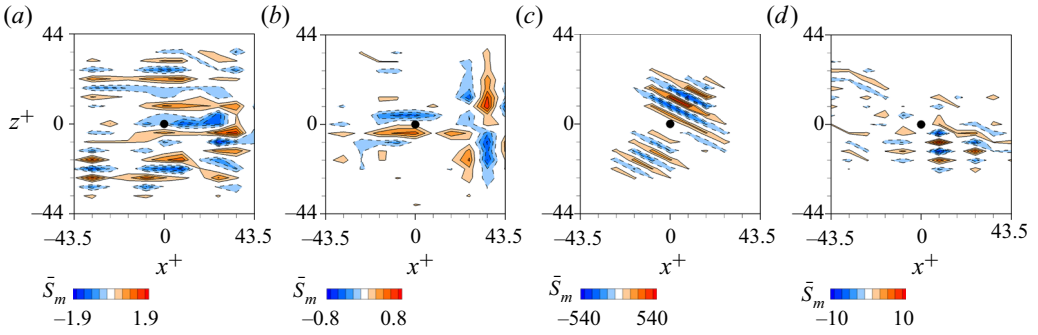 (a) (b) (c) (d)
44 44 44 44
z+ 0 0 0 0
–44 –44 –44 –44
–43.5 0 43.5 –43.5 0 43.5 –43.5 0 43.5 –43.5 0 43.5
x+ x+ x+ x+
S̄m S̄m S̄m S̄m
–1.9 1.9 –0.8 0.8 –540 540 –10 10